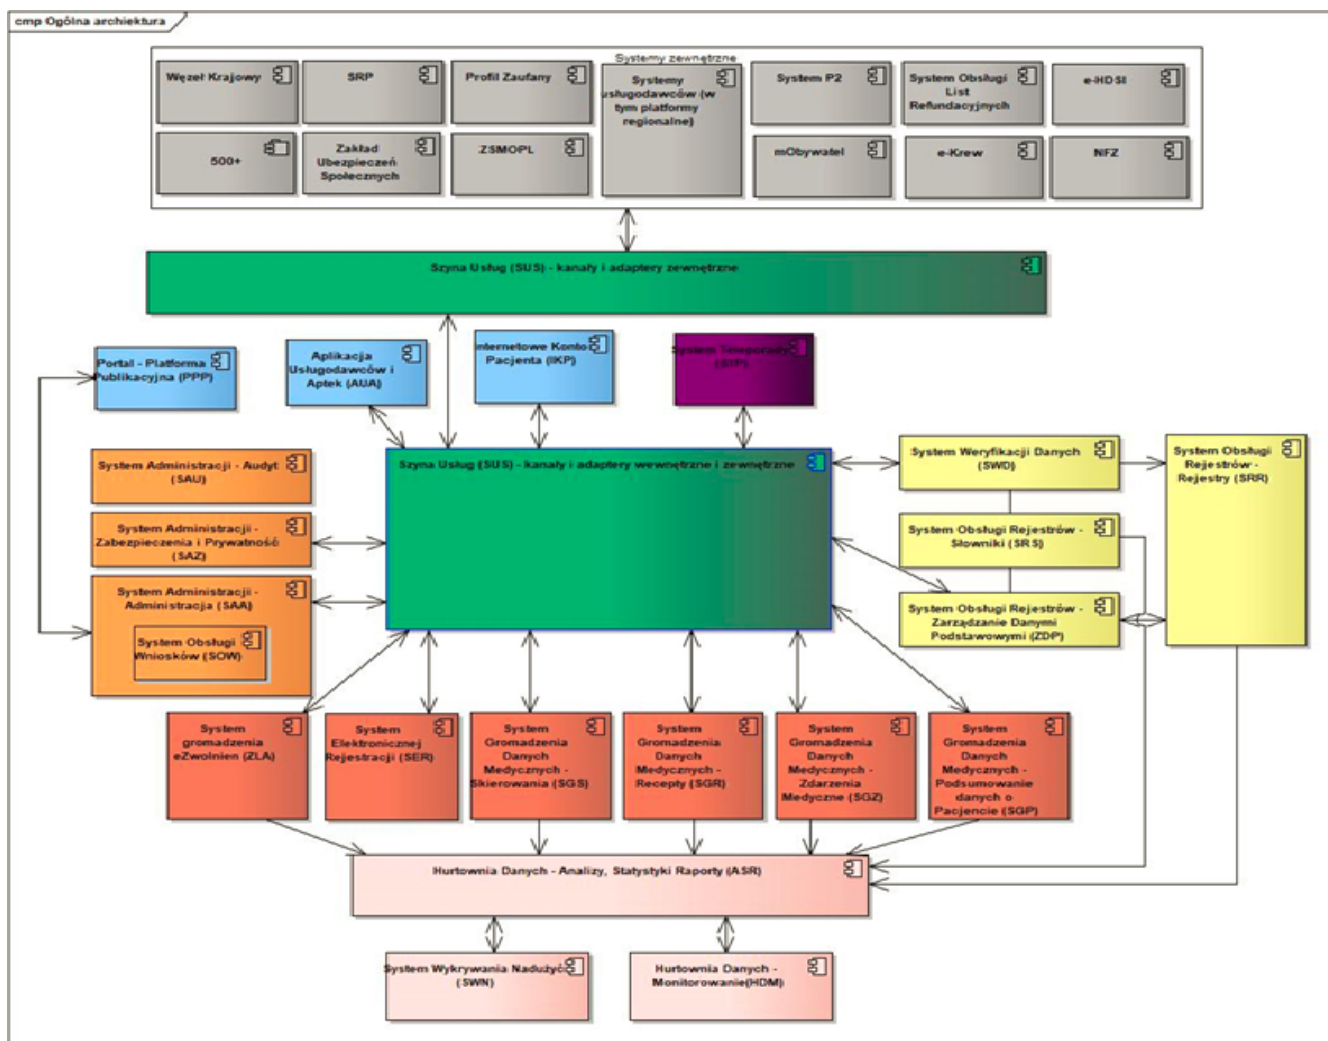 cmp Ogólna architektura
Systemy zewnętrzne
Węzeł Krajowy
SRP
Profil Zaufany
Systemy
usługodawców (w
tym platformy
regionalne)
System P2
System Obsługi
List
Refundacyjnych
e-HDSI
500+
Zakład
Ubezpieczeń
Społecznych
ZSMOPL
mObywatel
e-Krew
NFZ
Szyna Usług (SUS) - kanały i adaptery zewnętrzne
Portal - Platforma
Publikacyjna (PPP)
Aplikacja
Usługodawców i
Aptek (AUA)
Internetowe Konto
Pacjenta (IKP)
System Teleporady
(STP)
System Administracji - Audyt
(SAU)
System Administracji -
Zabezpieczenia i Prywatność
(SAZ)
System Administracji -
Administracja (SAA)
System Obsługi
Wniosków (SOW)
Szyna Usług (SUS) - kanały i adaptery wewnętrzne i zewnętrzne
System Weryfikacji Danych
(SWD)
System Obsługi Rejestrów -
Słowniki (SRS)
System Obsługi Rejestrów -
Zarządzanie Danymi
Podstawowymi (ZDP)
System Obsługi
Rejestrów -
Rejestry (SRR)
System
gromadzenia
eZwolnien (ZLA)
System
Elektronicznej
Rejestracji (SER)
System
Gromadzenia
Danych
Medycznych -
Skierowania (SGS)
System
Gromadzenia
Danych
Medycznych -
Recepty (SGR)
System
Gromadzenia
Danych
Medycznych -
Zdarzenia
Medyczne (SGZ)
System
Gromadzenia
Danych
Medycznych -
Podsumowanie
danych o
Pacjencie (SGP)
Hurtownia Danych - Analizy, Statystyki Raporty (ASR)
System Wykrywania Nadużyć
(SWN)
Hurtownia Danych -
Monitorowanie(HDM)